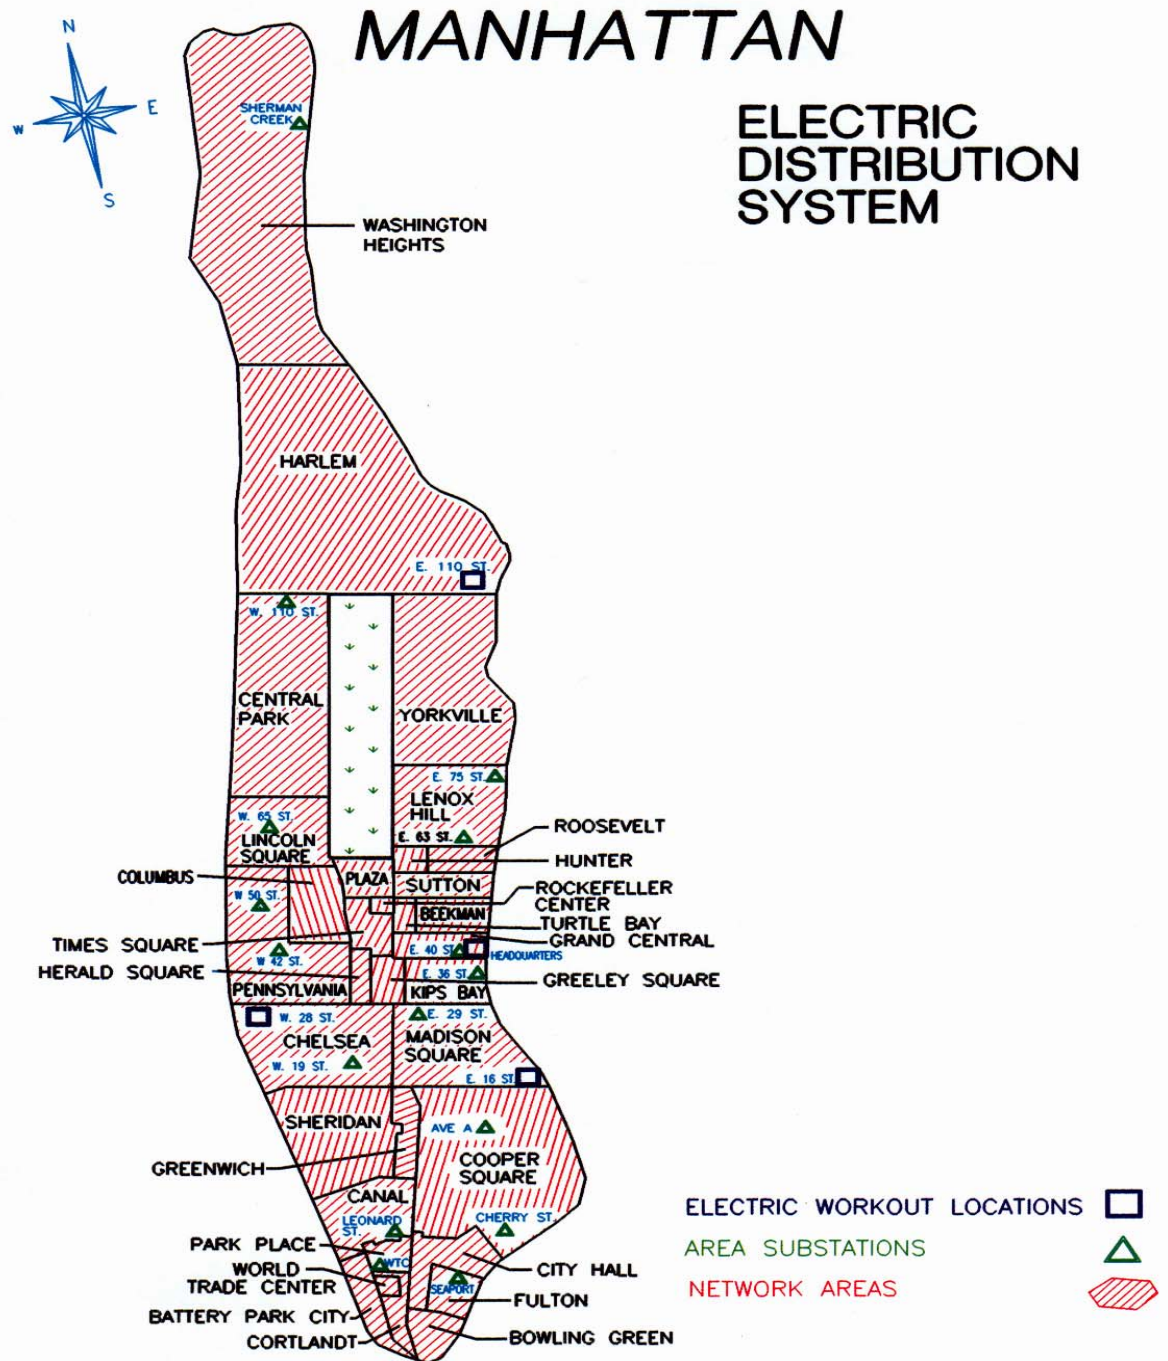 MANHATTAN
N
E
W
S
ELECTRIC
DISTRIBUTION
SYSTEM
SHERMAN
CREEK
WASHINGTON
HEIGHTS
HARLEM
E. 110 ST.
W. 110 ST.
CENTRAL
PARK
YORKVILLE
E. 75 ST.
LENOX
HILL
W. 65 ST.
E. 63 ST.
LINCOLN
SQUARE
ROOSEVELT
HUNTER
COLUMBUS
PLAZA
SUTTON
ROCKEFELLER
CENTER
W 50 ST.
BEEKMAN
TURTLE BAY
GRAND CENTRAL
TIMES SQUARE
E. 40 ST.
HEADQUARTERS
W 42 ST.
HERALD SQUARE
E. 36 ST.
GREELEY SQUARE
PENNSYLVANIA
KIPS BAY
W. 28 ST.
E. 29 ST.
CHELSEA
MADISON
SQUARE
W. 19 ST.
E. 16 ST.
SHERIDAN
AVE A
GREENWICH
COOPER
SQUARE
CANAL
LEONARD
ST.
CHERRY ST.
PARK PLACE
WTC
WORLD
TRADE CENTER
CITY HALL
SEAPORT
FULTON
BATTERY PARK CITY
CORTLANDT
BOWLING GREEN
ELECTRIC WORKOUT LOCATIONS
AREA SUBSTATIONS
NETWORK AREAS